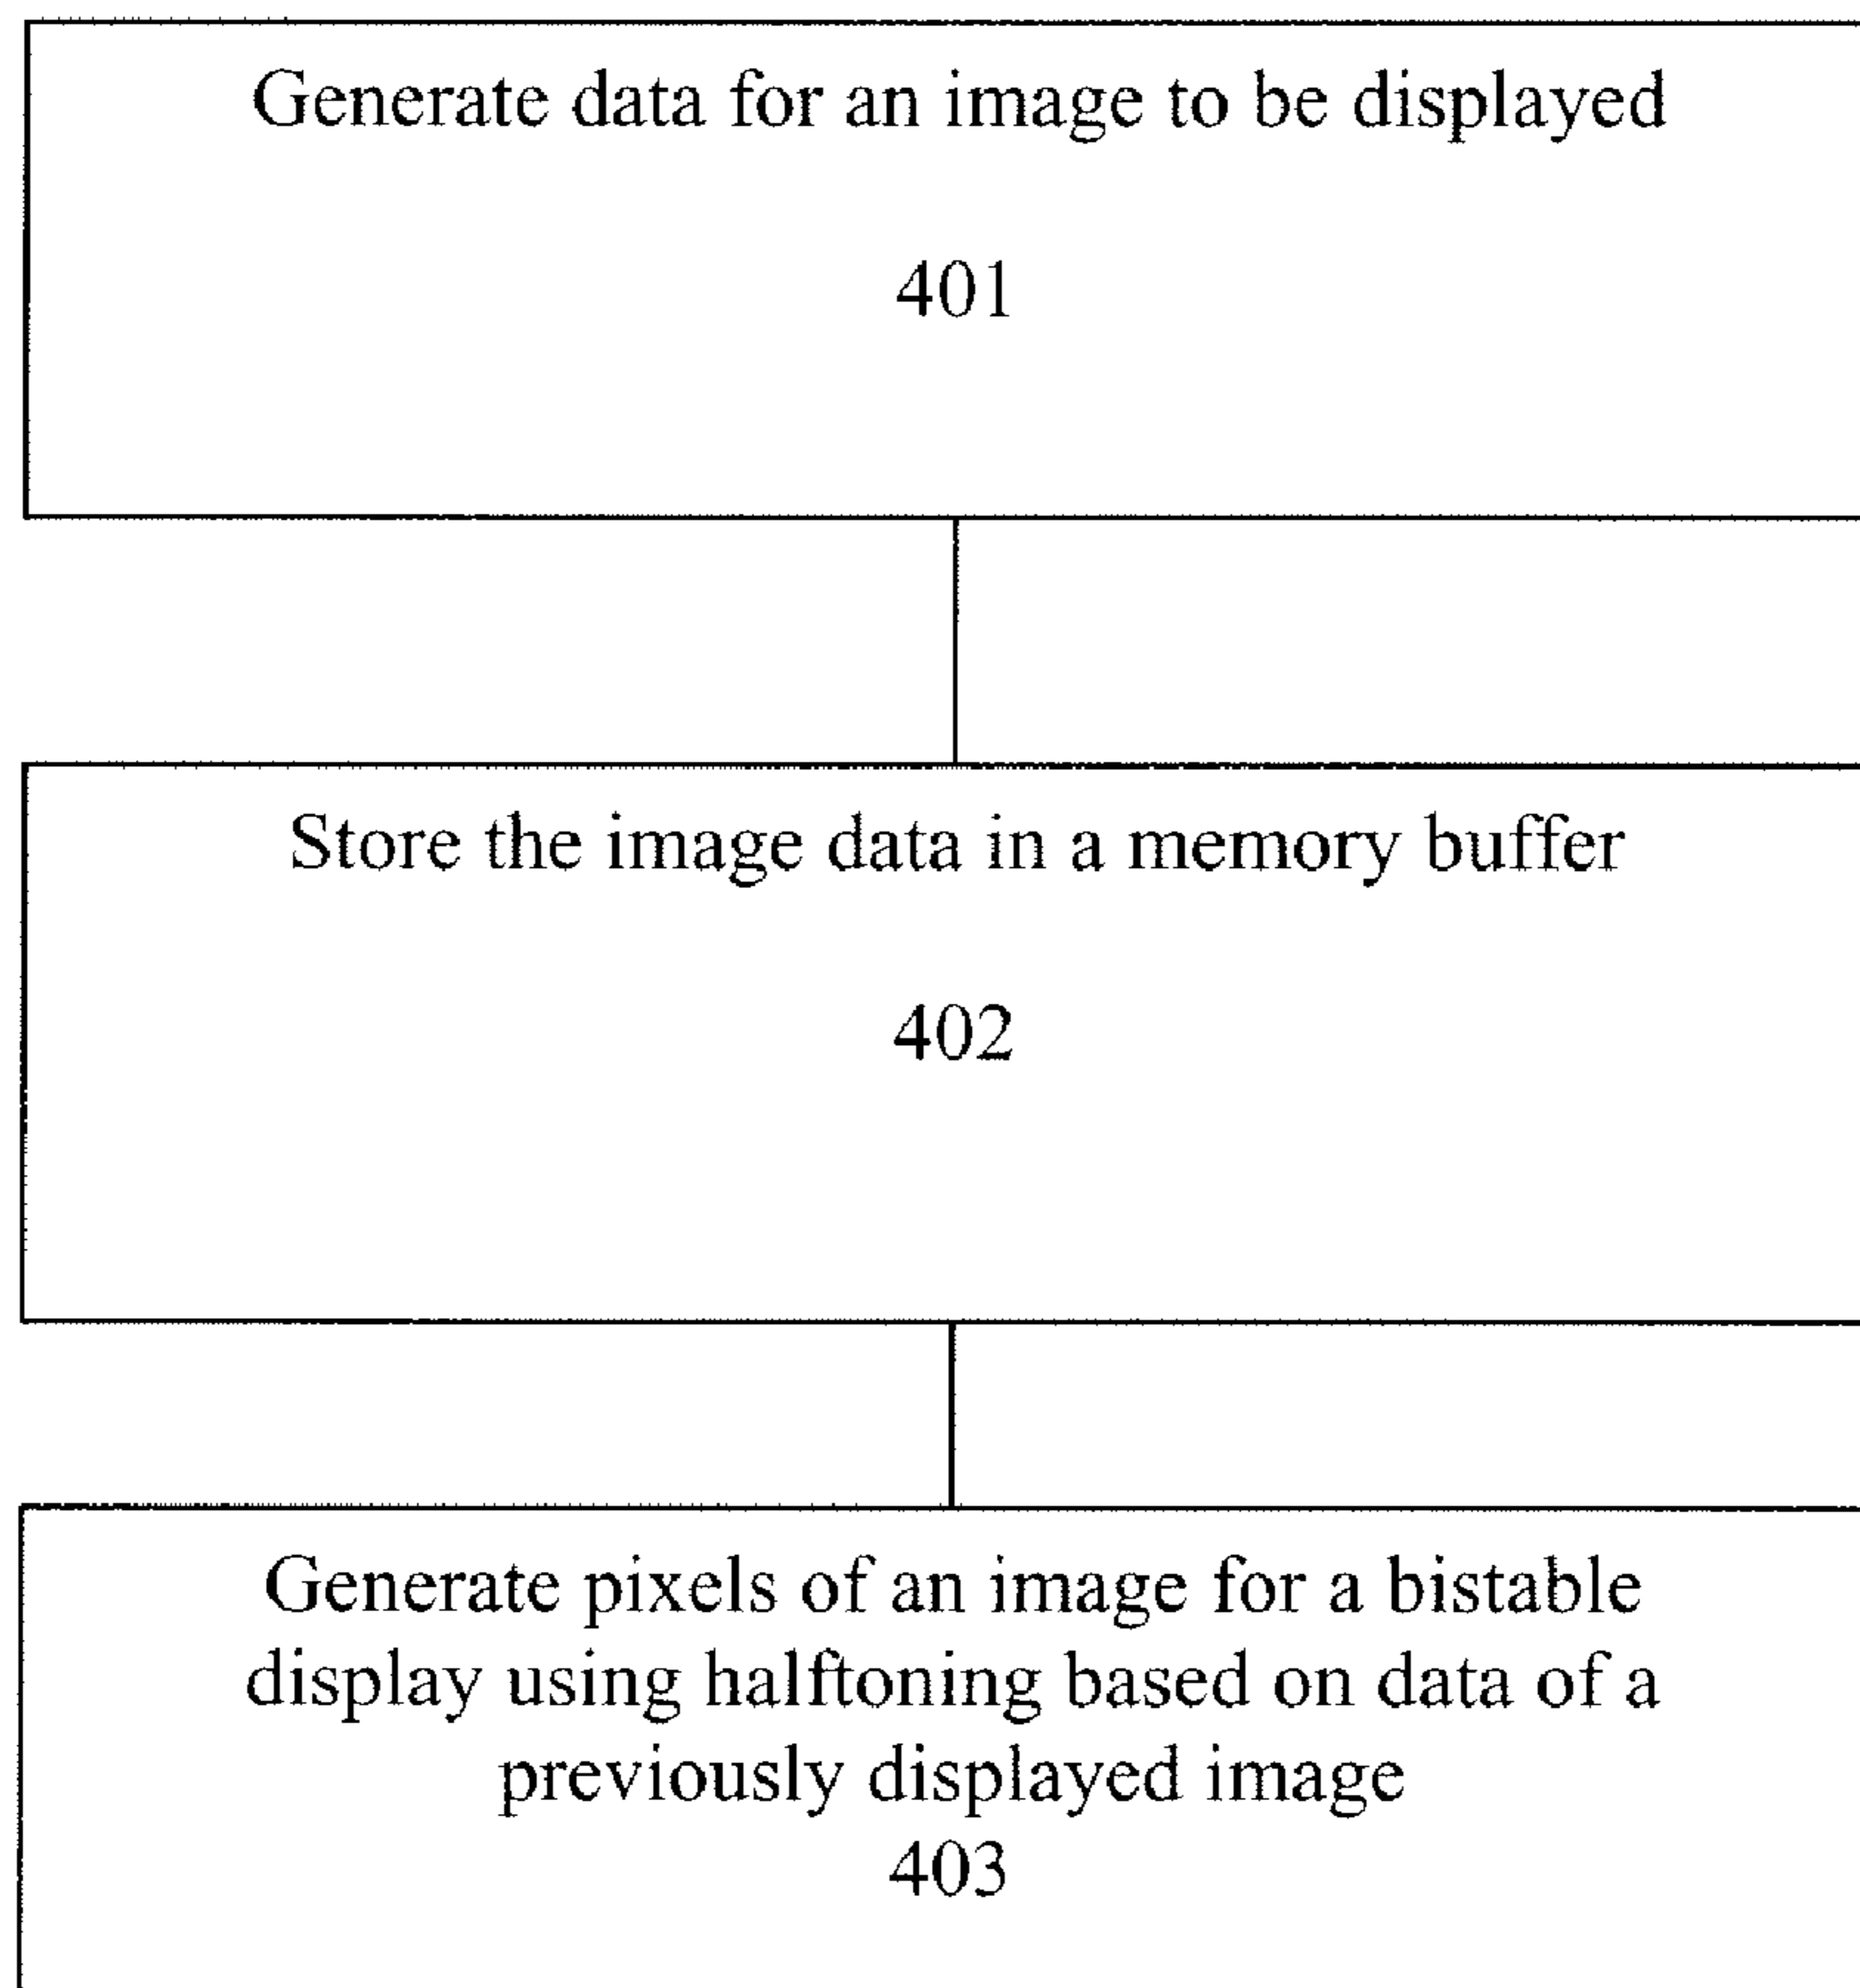 Generate data for an image to be displayed
401
Store the image data in a memory buffer
402
Generate pixels of an image for a bistable
display using halftoning based on data of a
previously displayed image
403